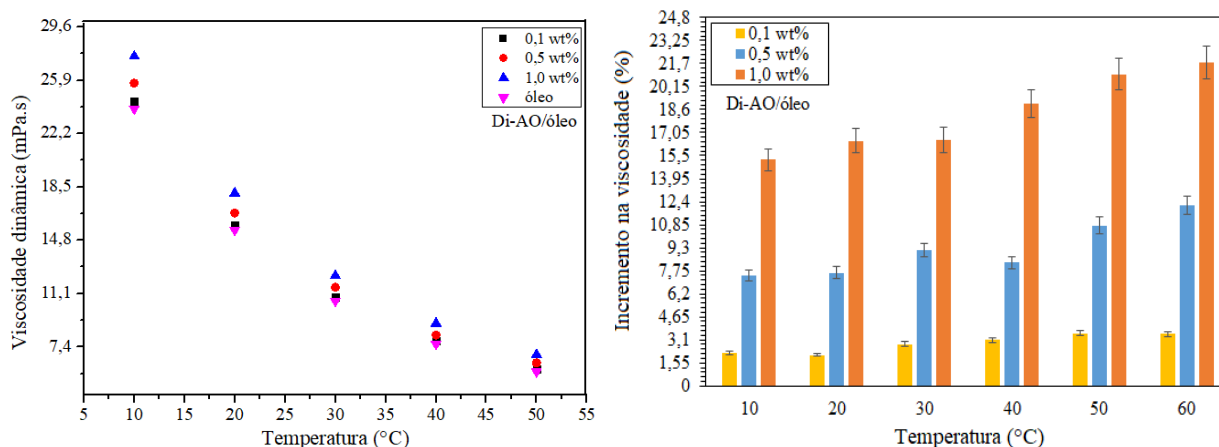 29,6
25,9
22,2
18,5
14,8
11,1
7,4
Viscosidade dinâmica (mPa.s)
0,1 wt%
0,5 wt%
1,0 wt%
óleo
Di-AO/óleo
5 10 15 20 25 30 35 40 45 50 55
Temperatura (°C)
24,8
23,25
21,7
20,15
18,6
17,05
15,5
13,95
12,4
10,85
9,3
7,75
6,2
4,65
3,1
1,55
0
Incremento na viscosidade (%)
0,1 wt%
0,5 wt%
1,0 wt%
Di-AO/óleo
10 20 30 40 50 60
Temperatura (°C)